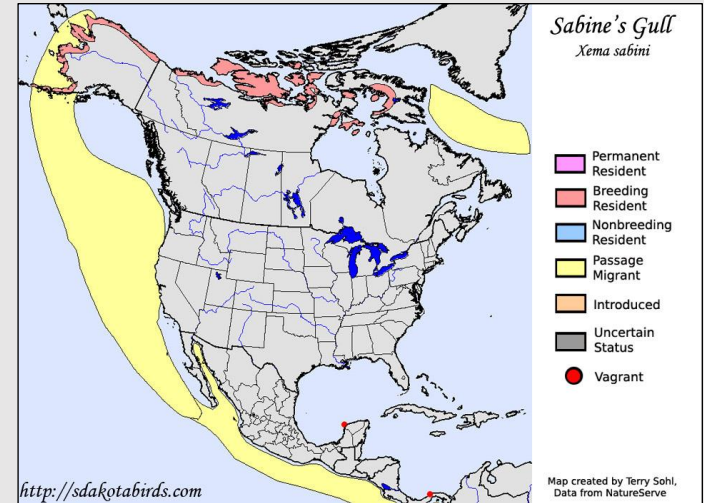 Sabine's Gull
Xema sabini
Permanent
Resident
Breeding
Resident
Nonbreeding
Resident
Passage
Migrant
Introduced
Uncertain
Status
Vagrant
http://sdakotabirds.com
Map created by Terry Sohl,
Data from NatureServe